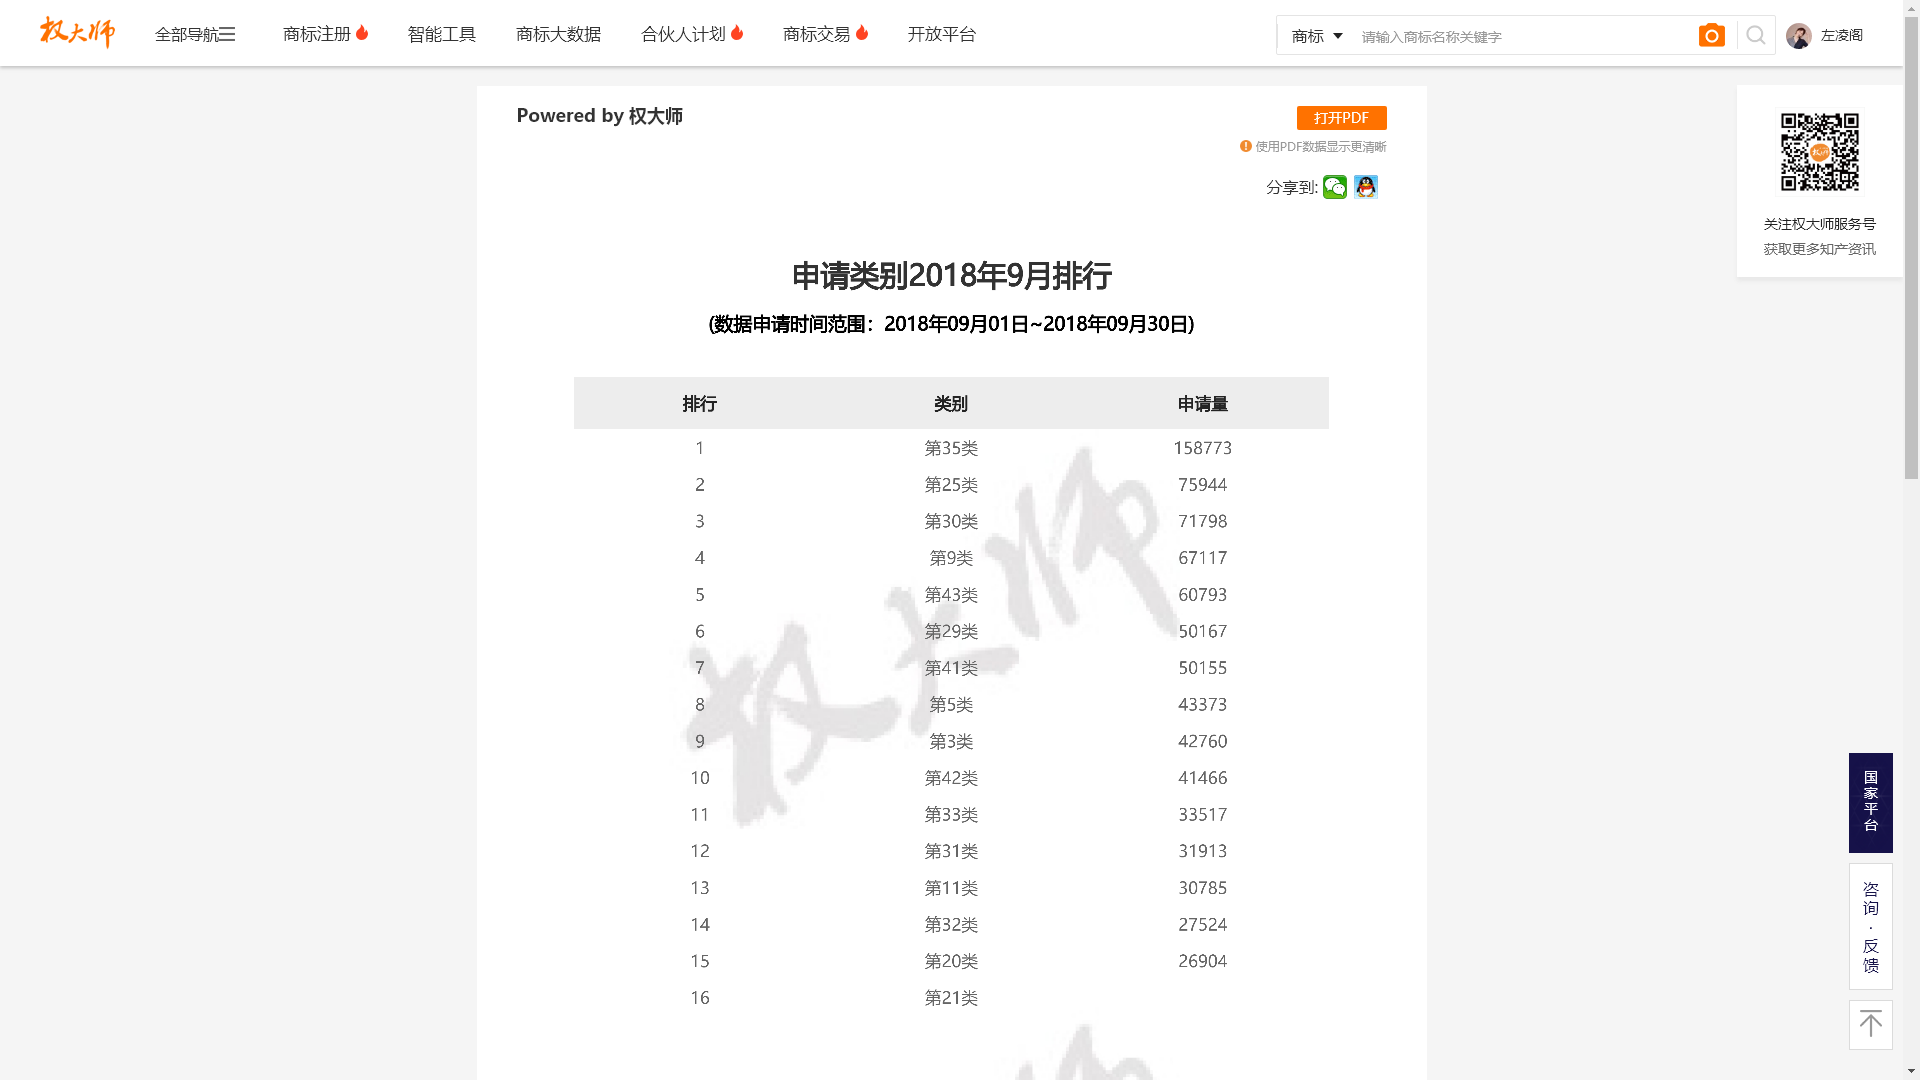 权大师
全部导航
商标注册
智能工具
商标大数据
合伙人计划
商标交易
开放平台
商标
请输入商标名称关键字
左凌阁
Powered by 权大师
打开PDF
使用PDF数据显示更清晰
分享到:
关注权大师服务号
获取更多知产资讯
申请类别2018年9月排行
(数据申请时间范围：2018年09月01日~2018年09月30日)
排行 类别 申请量
1 第35类 158773
2 第25类 75944
3 第30类 71798
4 第9类 67117
5 第43类 60793
6 第29类 50167
7 第41类 50155
8 第5类 43373
9 第3类 42760
10 第42类 41466
11 第33类 33517
12 第31类 31913
13 第11类 30785
14 第32类 27524
15 第20类 26904
16 第21类
权大师
国家平台
咨询·反馈